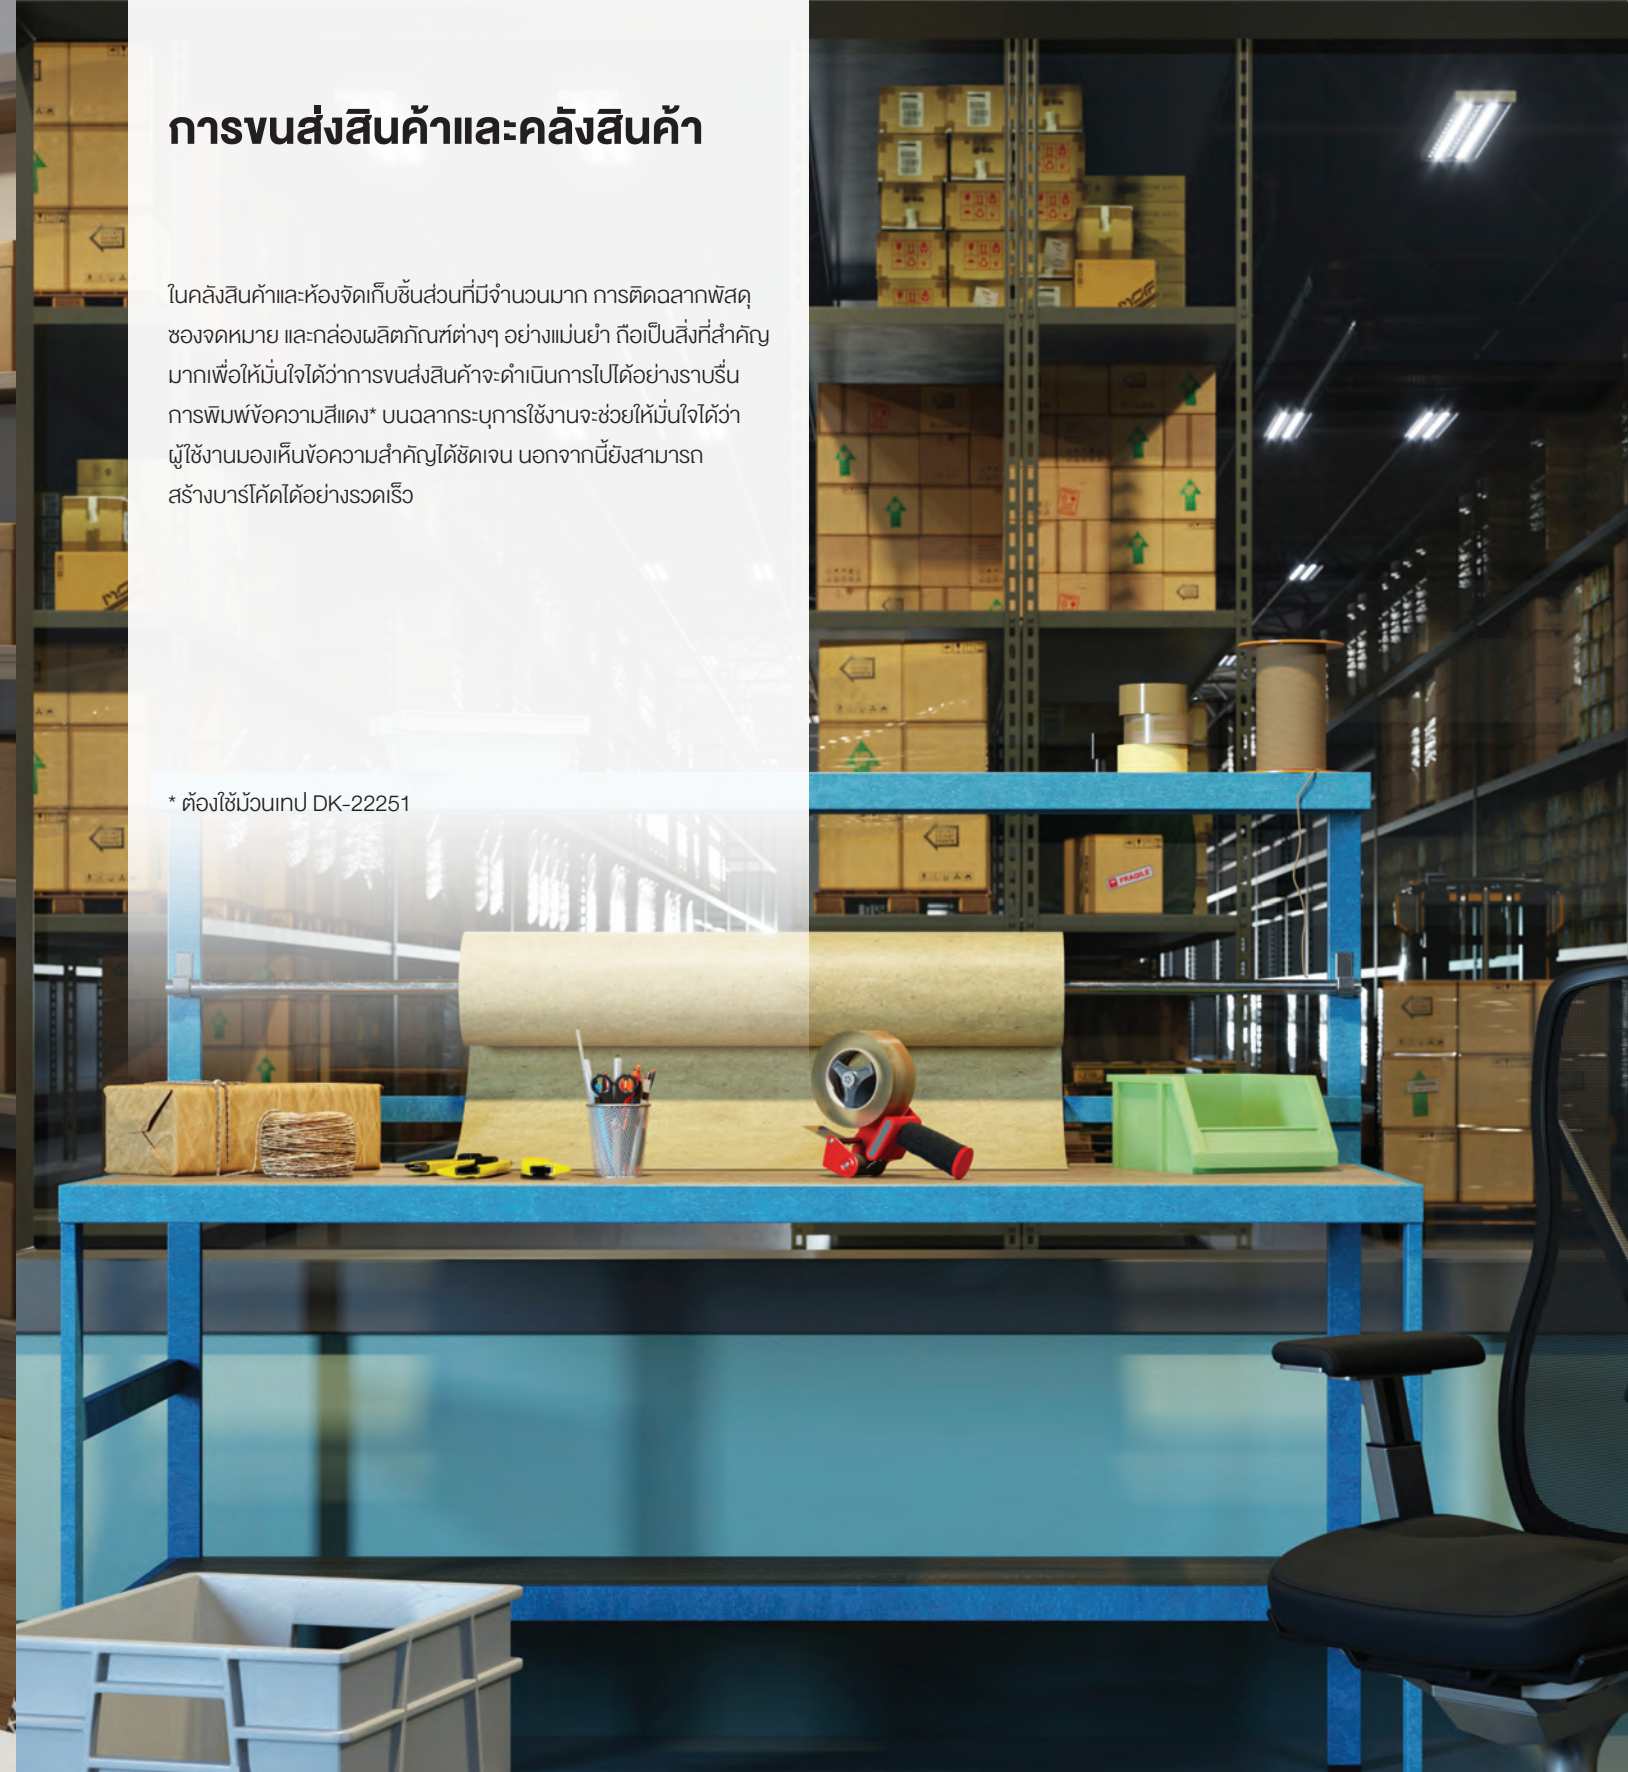 การขนส่งสินค้าและคลังสินค้า
ในคลังสินค้าและห้องจัดเก็บชิ้นส่วนที่มีจำนวนมาก การติดฉลากพัสดุ
ซองจดหมาย และกล่องผลิตภัณฑ์ต่างๆ อย่างแม่นยำ ถือเป็นสิ่งที่สำคัญ
มากเพื่อให้มั่นใจได้ว่าการขนส่งสินค้าจะดำเนินการไปได้อย่างราบรื่น
การพิมพ์ข้อความสีแดง* บนฉลากระบุการใช้งานจะช่วยให้มั่นใจได้ว่า
ผู้ใช้งานมองเห็นข้อความสำคัญได้ชัดเจน นอกจากนี้ยังสามารถ
สร้างบาร์โค้ดได้อย่างรวดเร็ว
* ต้องใช้ม้วนเทป DK-22251
FRAGILE